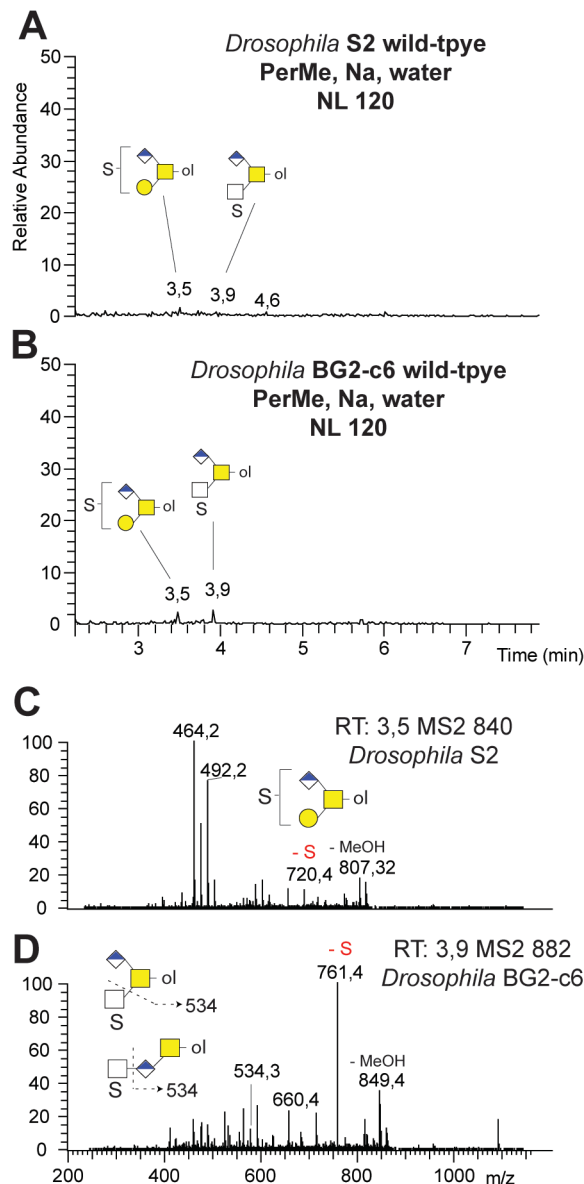 A
Drosophila S2 wild-tpye
PerMe, Na, water
NL 120
Relative Abundance
50
40
30
20
10
0
S
ol
ol
S
3,5
3,9
4,6
B
Drosophila BG2-c6 wild-tpye
PerMe, Na, water
NL 120
50
40
30
20
10
0
S
ol
ol
S
3,5
3,9
3 4 5 6 7 Time (min)
C
RT: 3,5 MS2 840
Drosophila S2
100
80
60
40
20
0
464,2
492,2
S
ol
- S
720,4
- MeOH
807,32
D
RT: 3,9 MS2 882
Drosophila BG2-c6
100
80
60
40
20
0
ol
S
534
ol
S
534
534,3
660,4
- S
761,4
- MeOH
849,4
200 400 600 800 1000 m/z